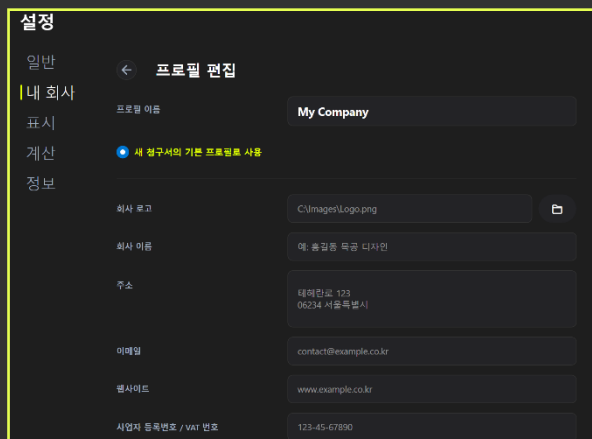 설정
일반
내 회사
표시
계산
정보
프로필 편집
프로필 이름
My Company
새 청구서의 기본 프로필로 사용
회사 로고
C:\Images\Logo.png
회사 이름
예: 홍길동 목공 디자인
주소
테헤란로 123
06234 서울특별시
이메일
contact@example.co.kr
웹사이트
www.example.co.kr
사업자 등록번호 / VAT 번호
123-45-67890